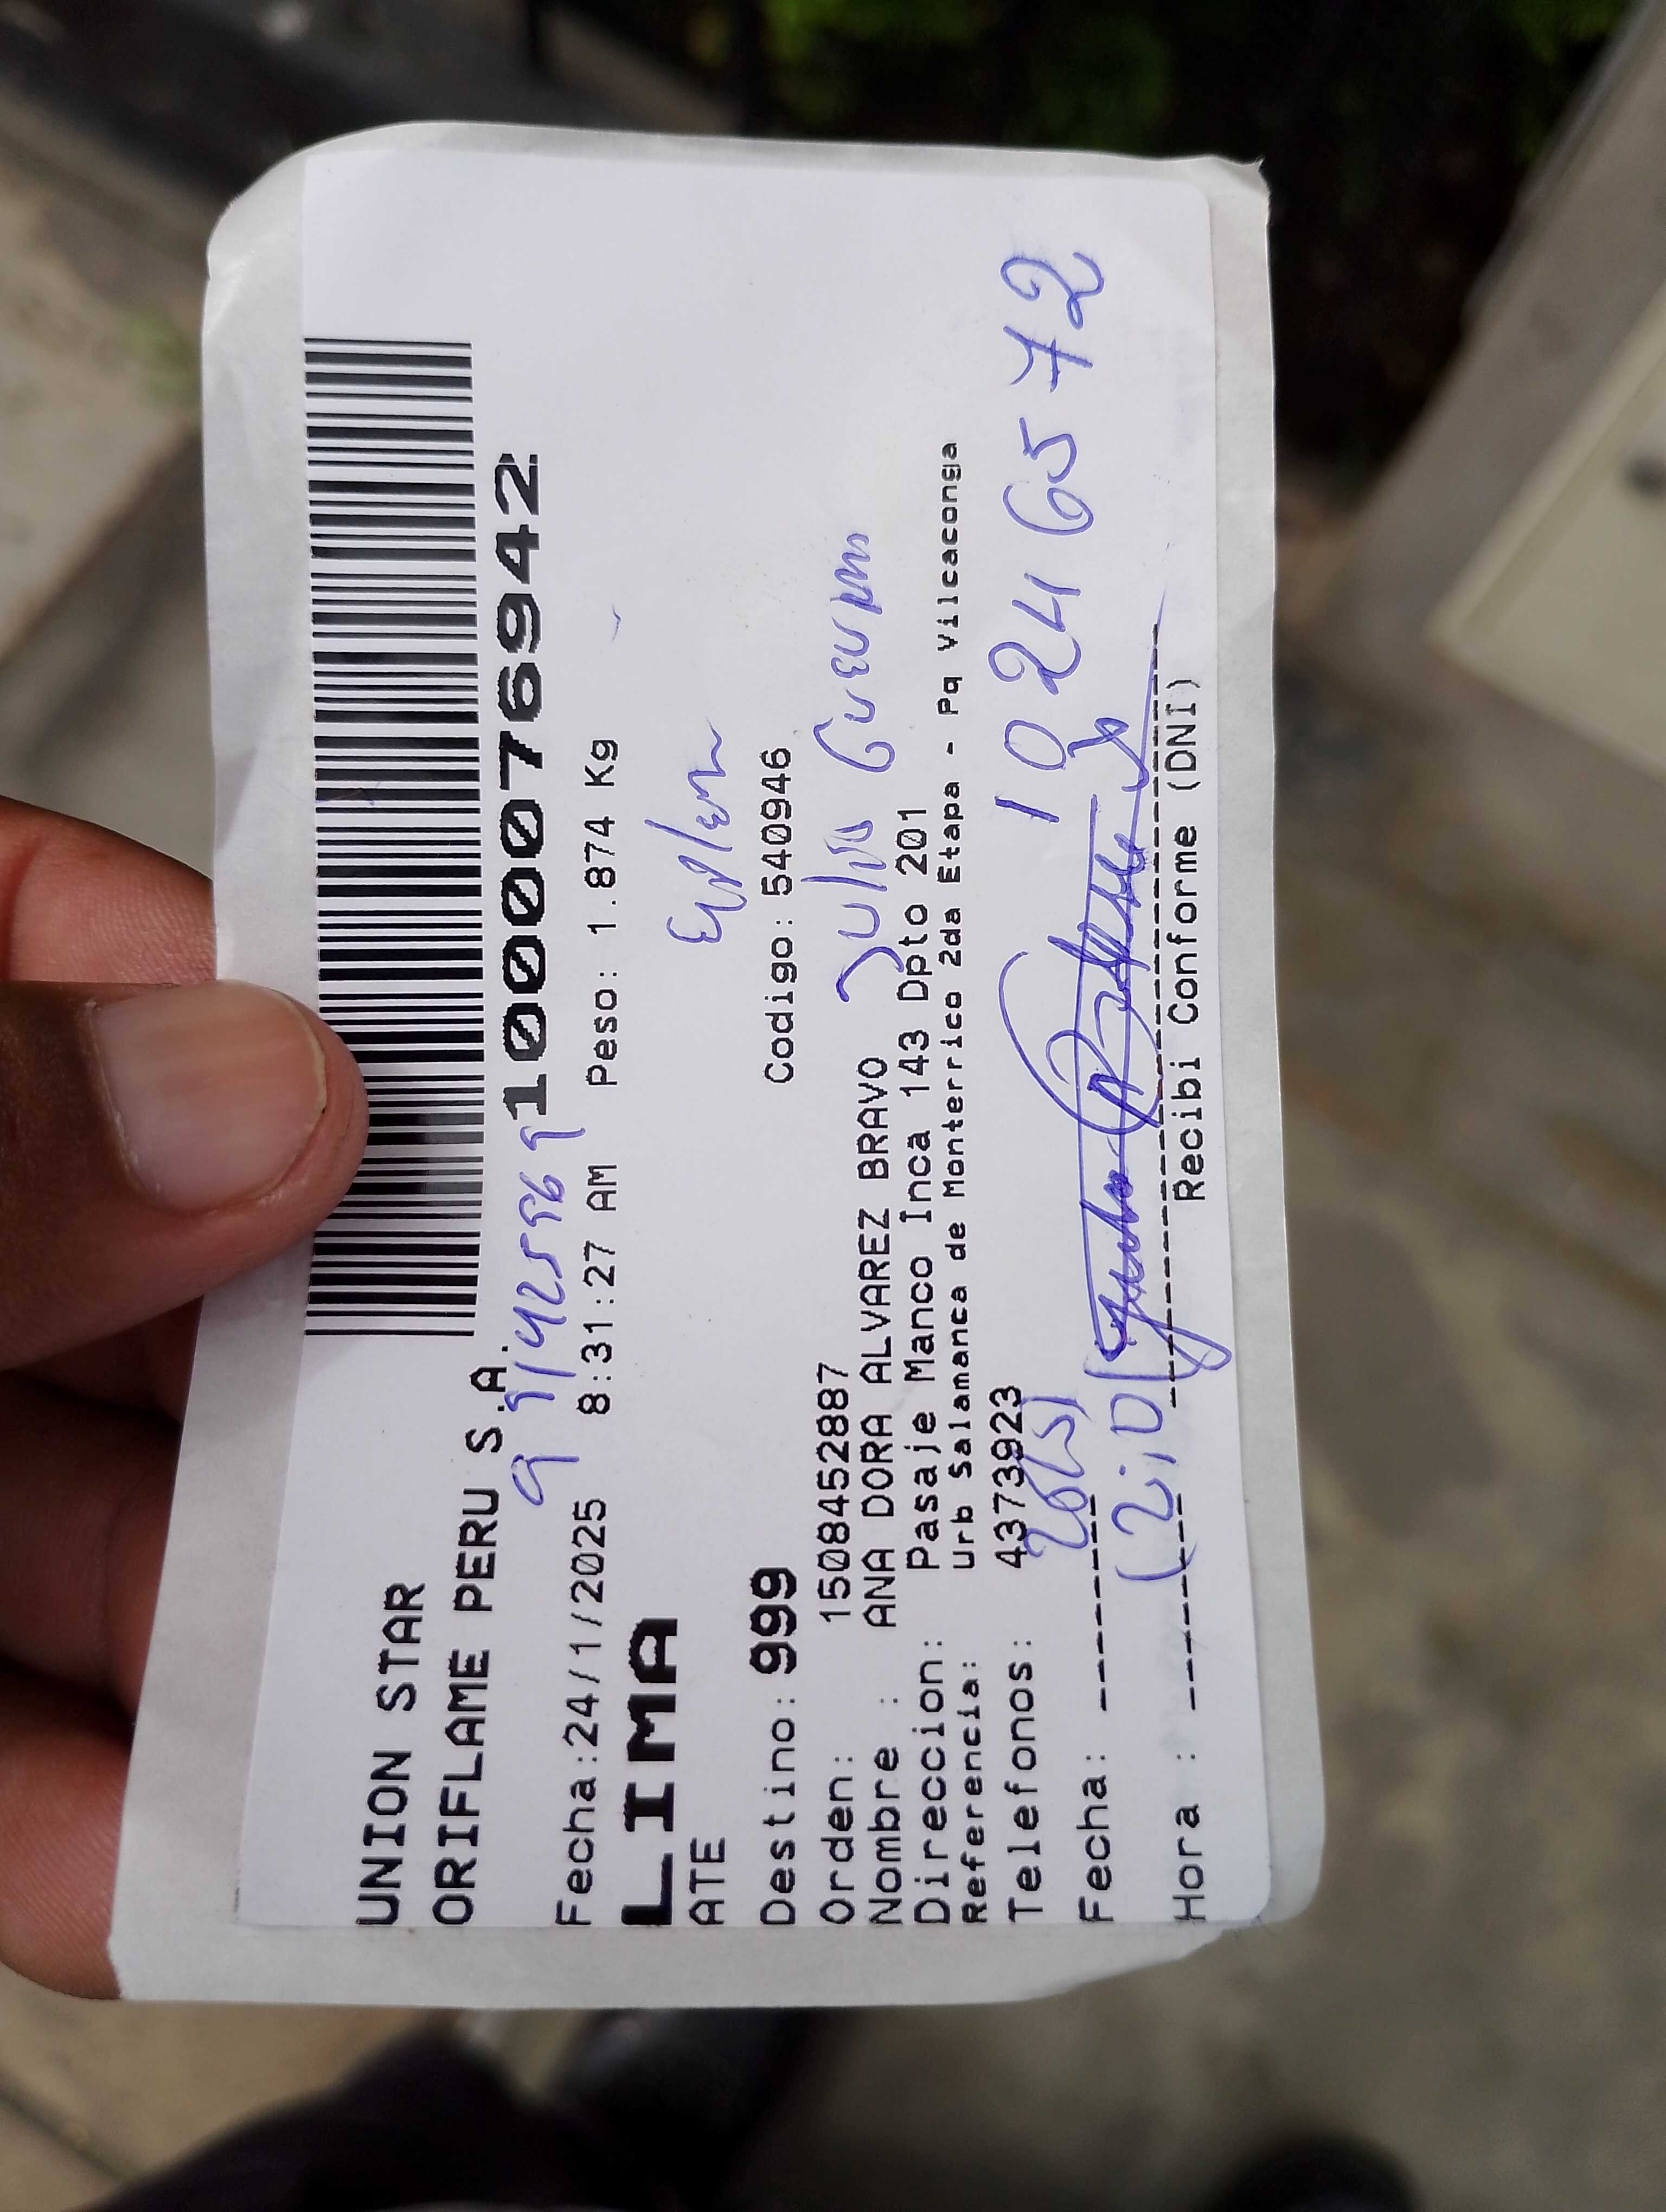 UNION STAR
ORIFLAME PERU S.A.
1000076942
Fecha:24/1/2025 8:31:27 AM Peso: 1.874 Kg
LIMA
ATE
Destino: 999 Codigo: 540946
Orden: 1508452887
Julio
Nombre : ANA DORA ALVAREZ BRAVO
Direccion: Pasaje Manco Inca 143 Dpto 201
Referencia: Urb Salamanca de Monterrico 2da Etapa - Pq Vilcaconga
Telefonos: 4373923
10246572
Fecha: --------
Hora : --------
Recibi Conforme (DNI)